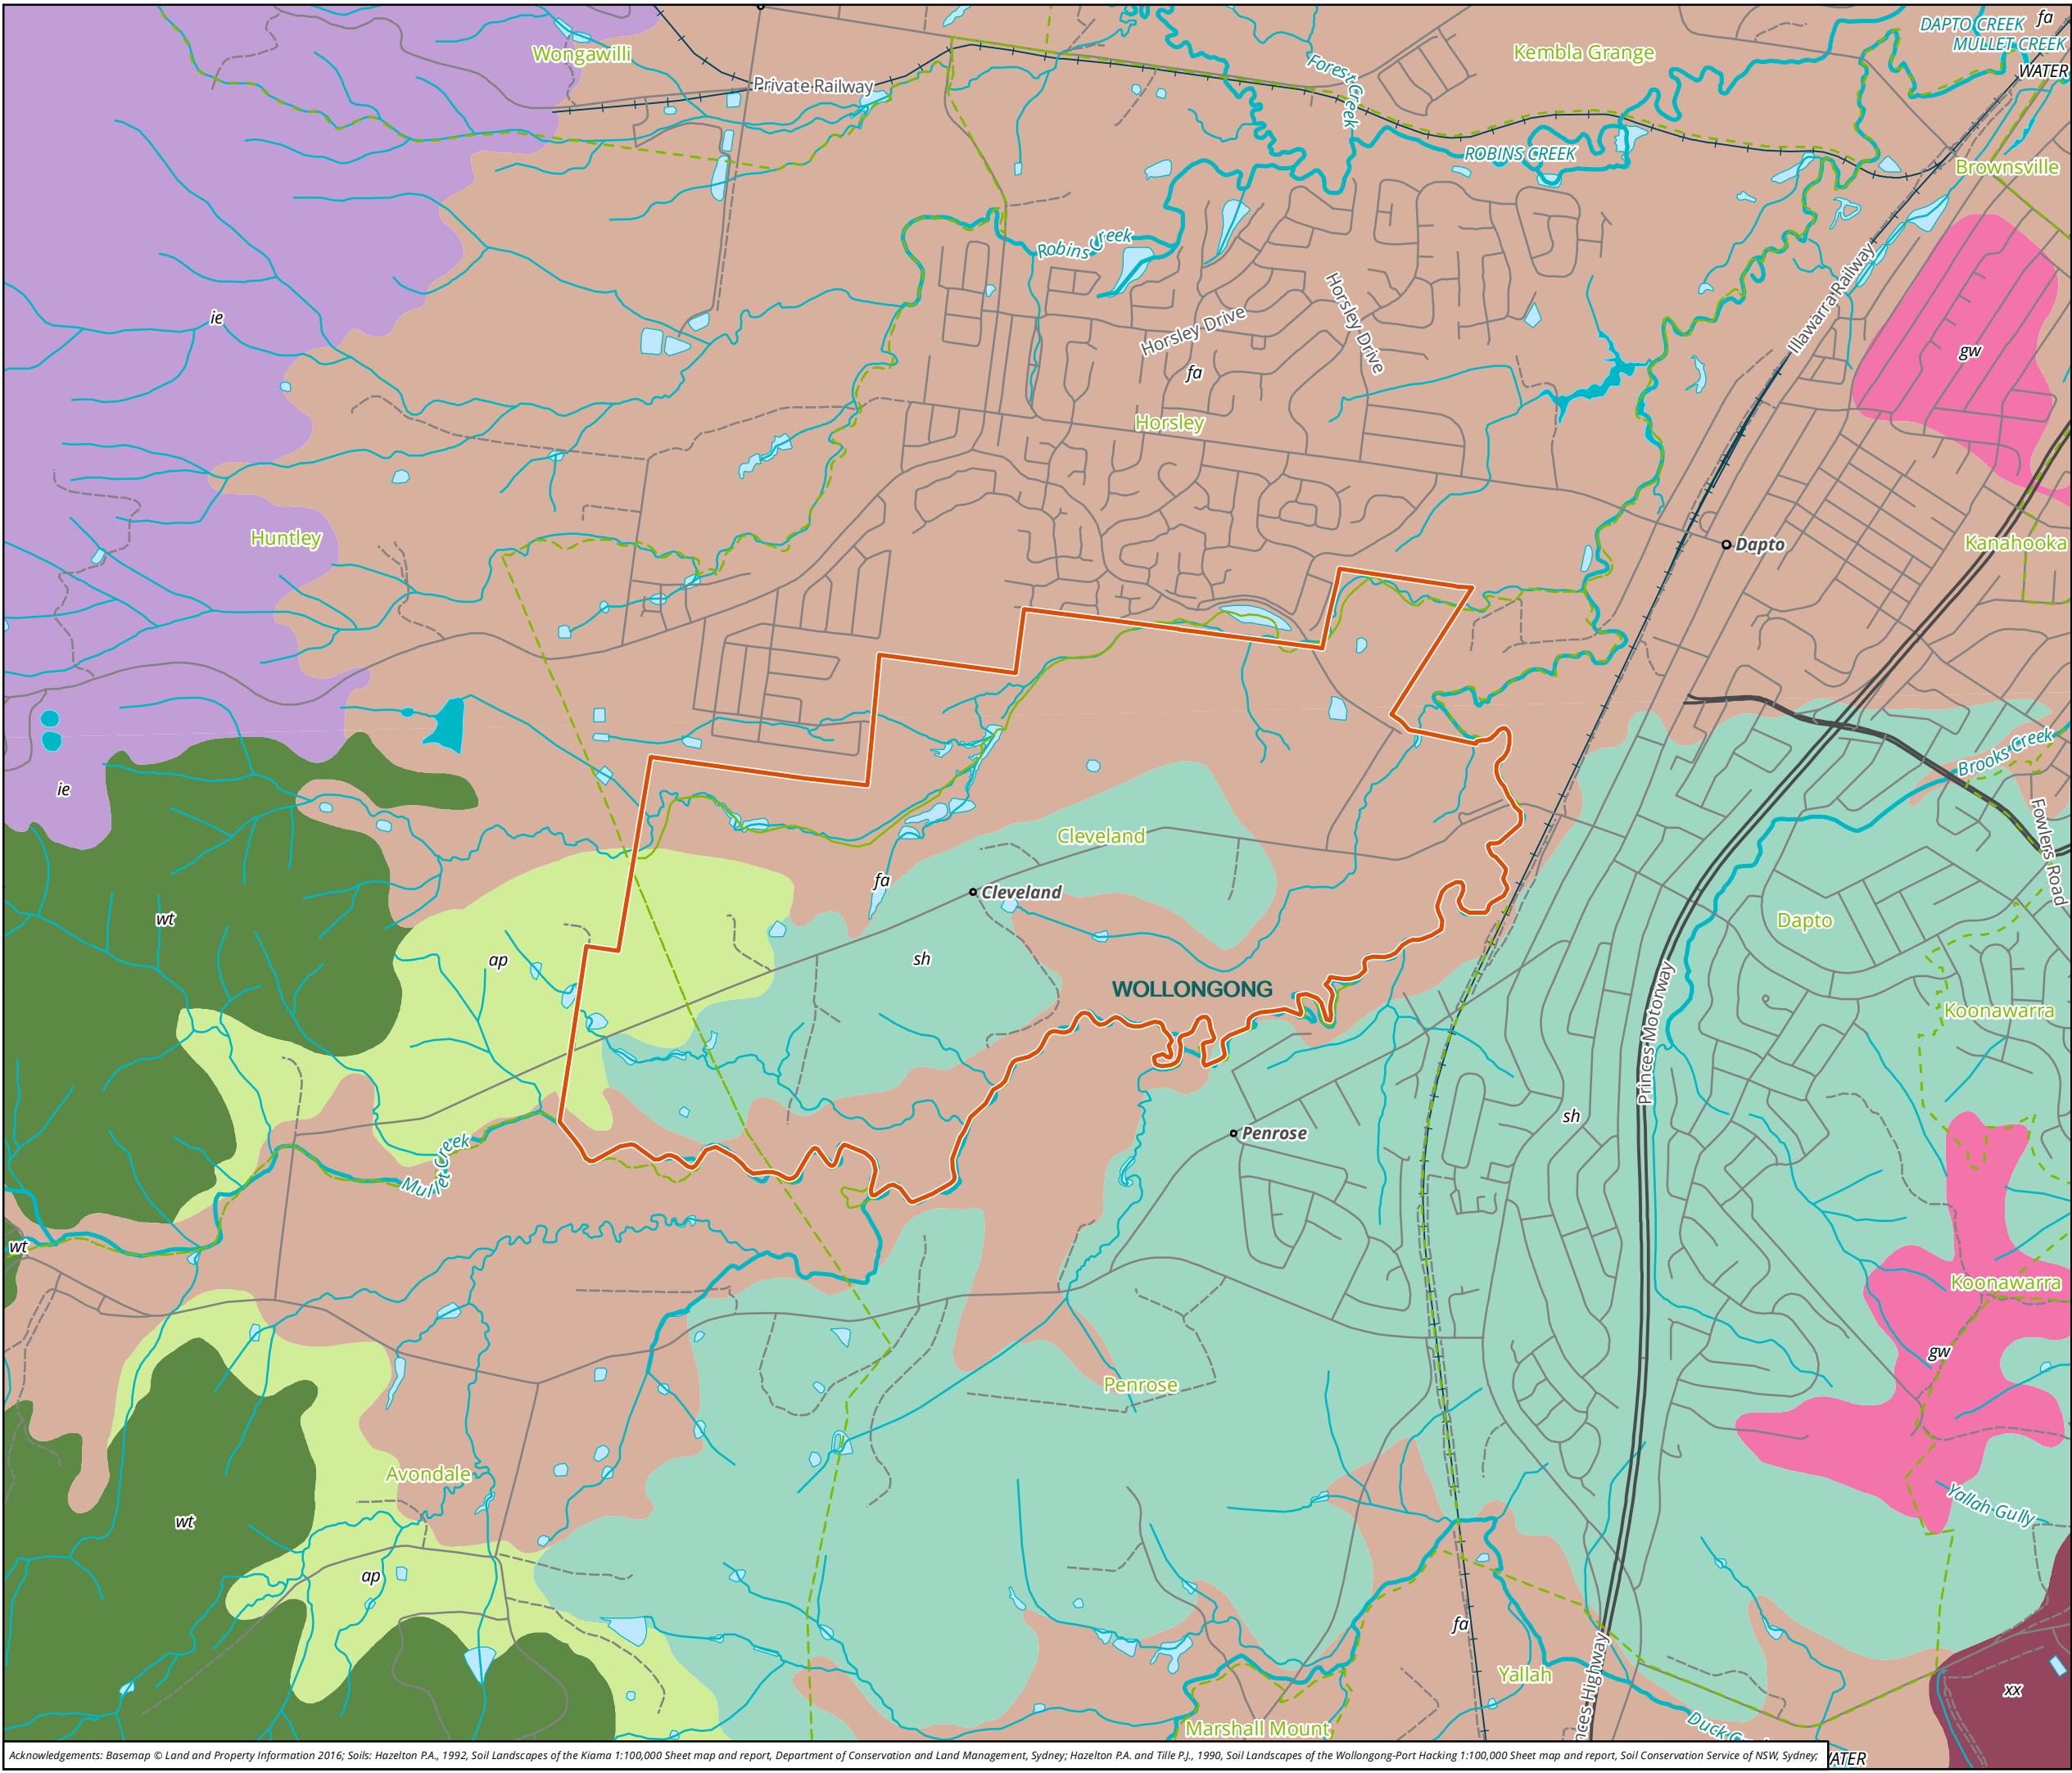 fa
DAPTO CREEK
MULLET CREEK
WATER
Wongawilli
Kembla Grange
Private Railway
Forest Creek
ROBINS CREEK
Brownsville
Robins Creek
Illawarra Railway
ie
Horsley Drive
Horsley Drive
gw
fa
Horsley
Huntley
Dapto
Kanahooka
Brooks Creek
ie
Fowlers Road
Cleveland
fa
Cleveland
wt
Dapto
ap
sh
WOLLONGONG
Koonawarra
Princes Motorway
sh
Penrose
Mullet Creek
wt
Koonawarra
gw
Penrose
Avondale
Yallah Gully
wt
ap
fa
Yallah
xx
nces Highway
Marshall Mount
Duck
Acknowledgements: Basemap © Land and Property Information 2016; Soils: Hazelton P.A., 1992, Soil Landscapes of the Kiama 1:100,000 Sheet map and report, Department of Conservation and Land Management, Sydney; Hazelton P.A. and Tille P.J., 1990, Soil Landscapes of the Wollongong-Port Hacking 1:100,000 Sheet map and report, Soil Conservation Service of NSW, Sydney;
ATER